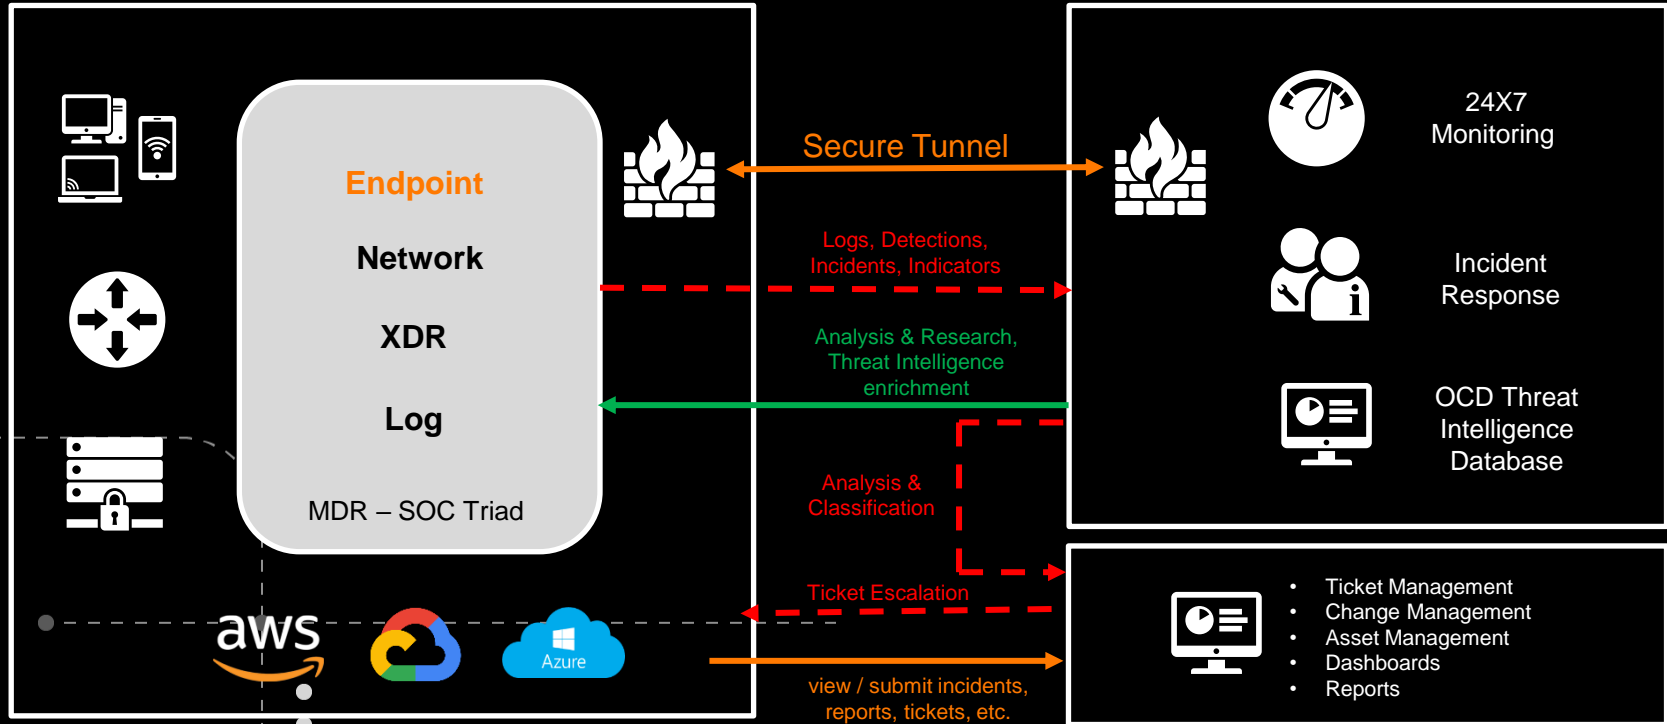 Endpoint
Network
XDR
Log
MDR – SOC Triad
aws
Azure
Secure Tunnel
Logs, Detections,
Incidents, Indicators
Analysis & Research,
Threat Intelligence
enrichment
Analysis &
Classification
Ticket Escalation
view / submit incidents,
reports, tickets, etc.
24X7
Monitoring
Incident
Response
i
OCD Threat
Intelligence
Database
• Ticket Management
• Change Management
• Asset Management
• Dashboards
• Reports